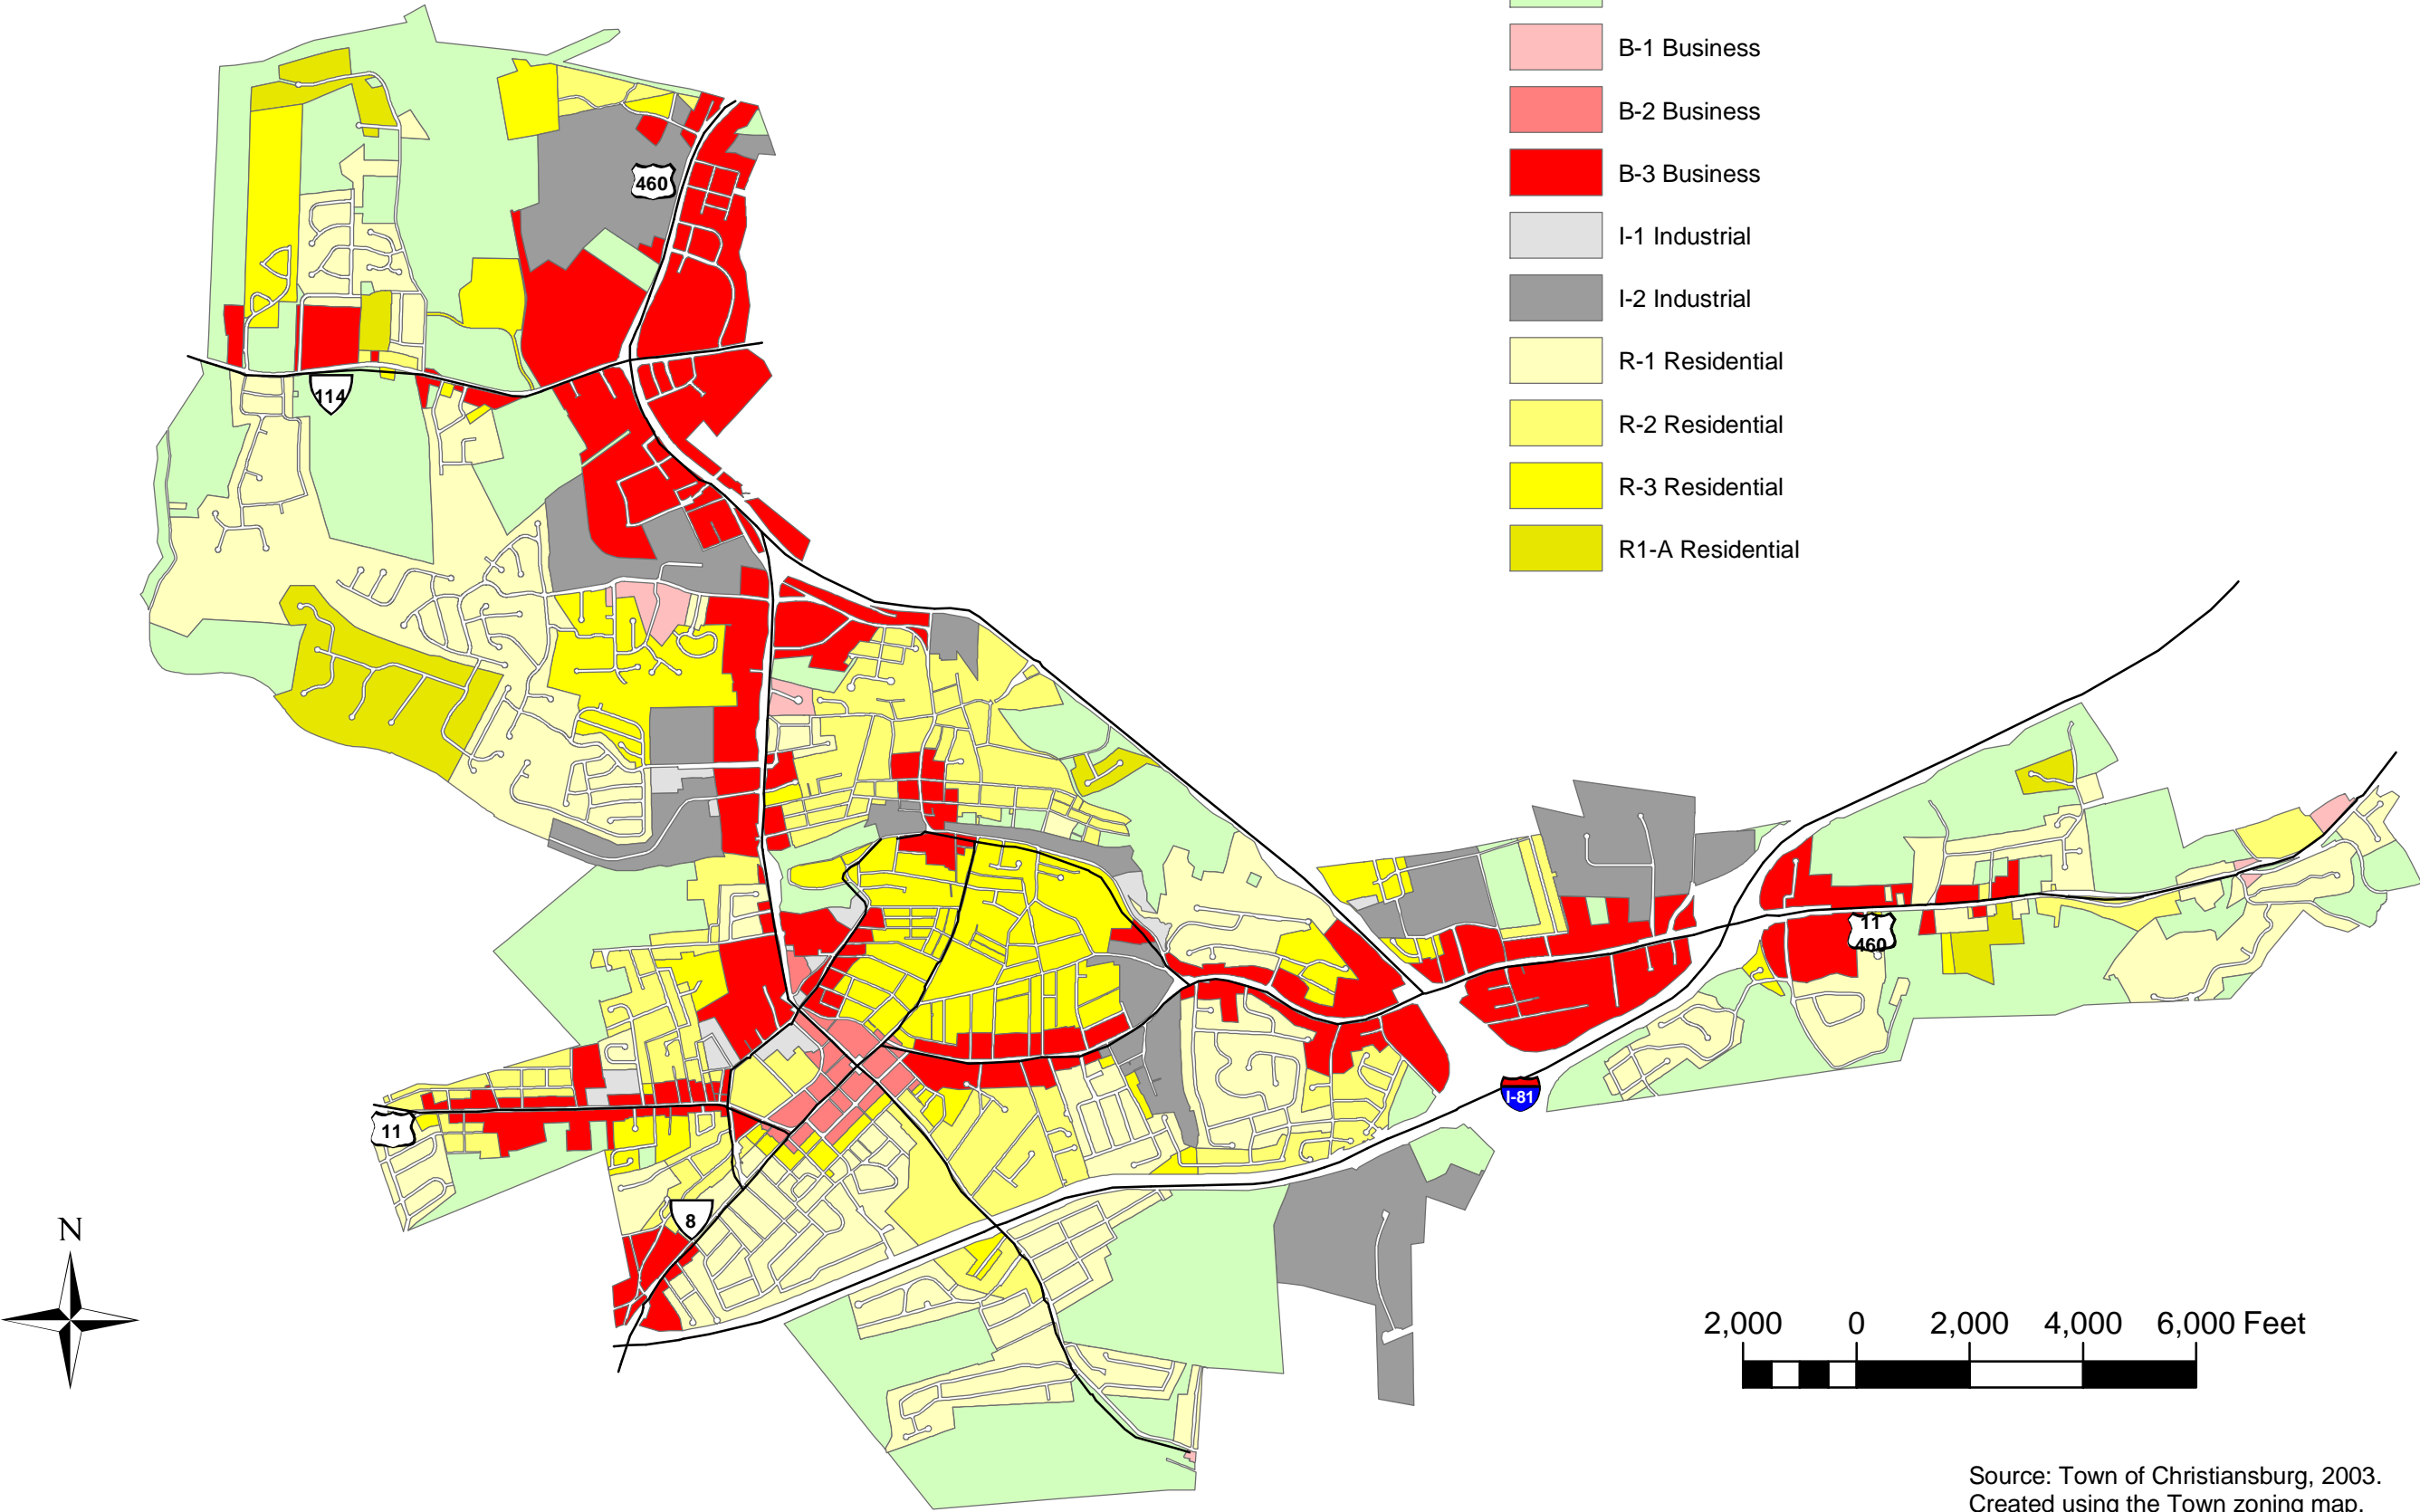 B-1 Business
B-2 Business
B-3 Business
I-1 Industrial
I-2 Industrial
R-1 Residential
R-2 Residential
R-3 Residential
R1-A Residential
460
114
11
460
I-81
11
8
N
2,000 0 2,000 4,000 6,000 Feet
Source: Town of Christiansburg, 2003.
Created using the Town zoning map.